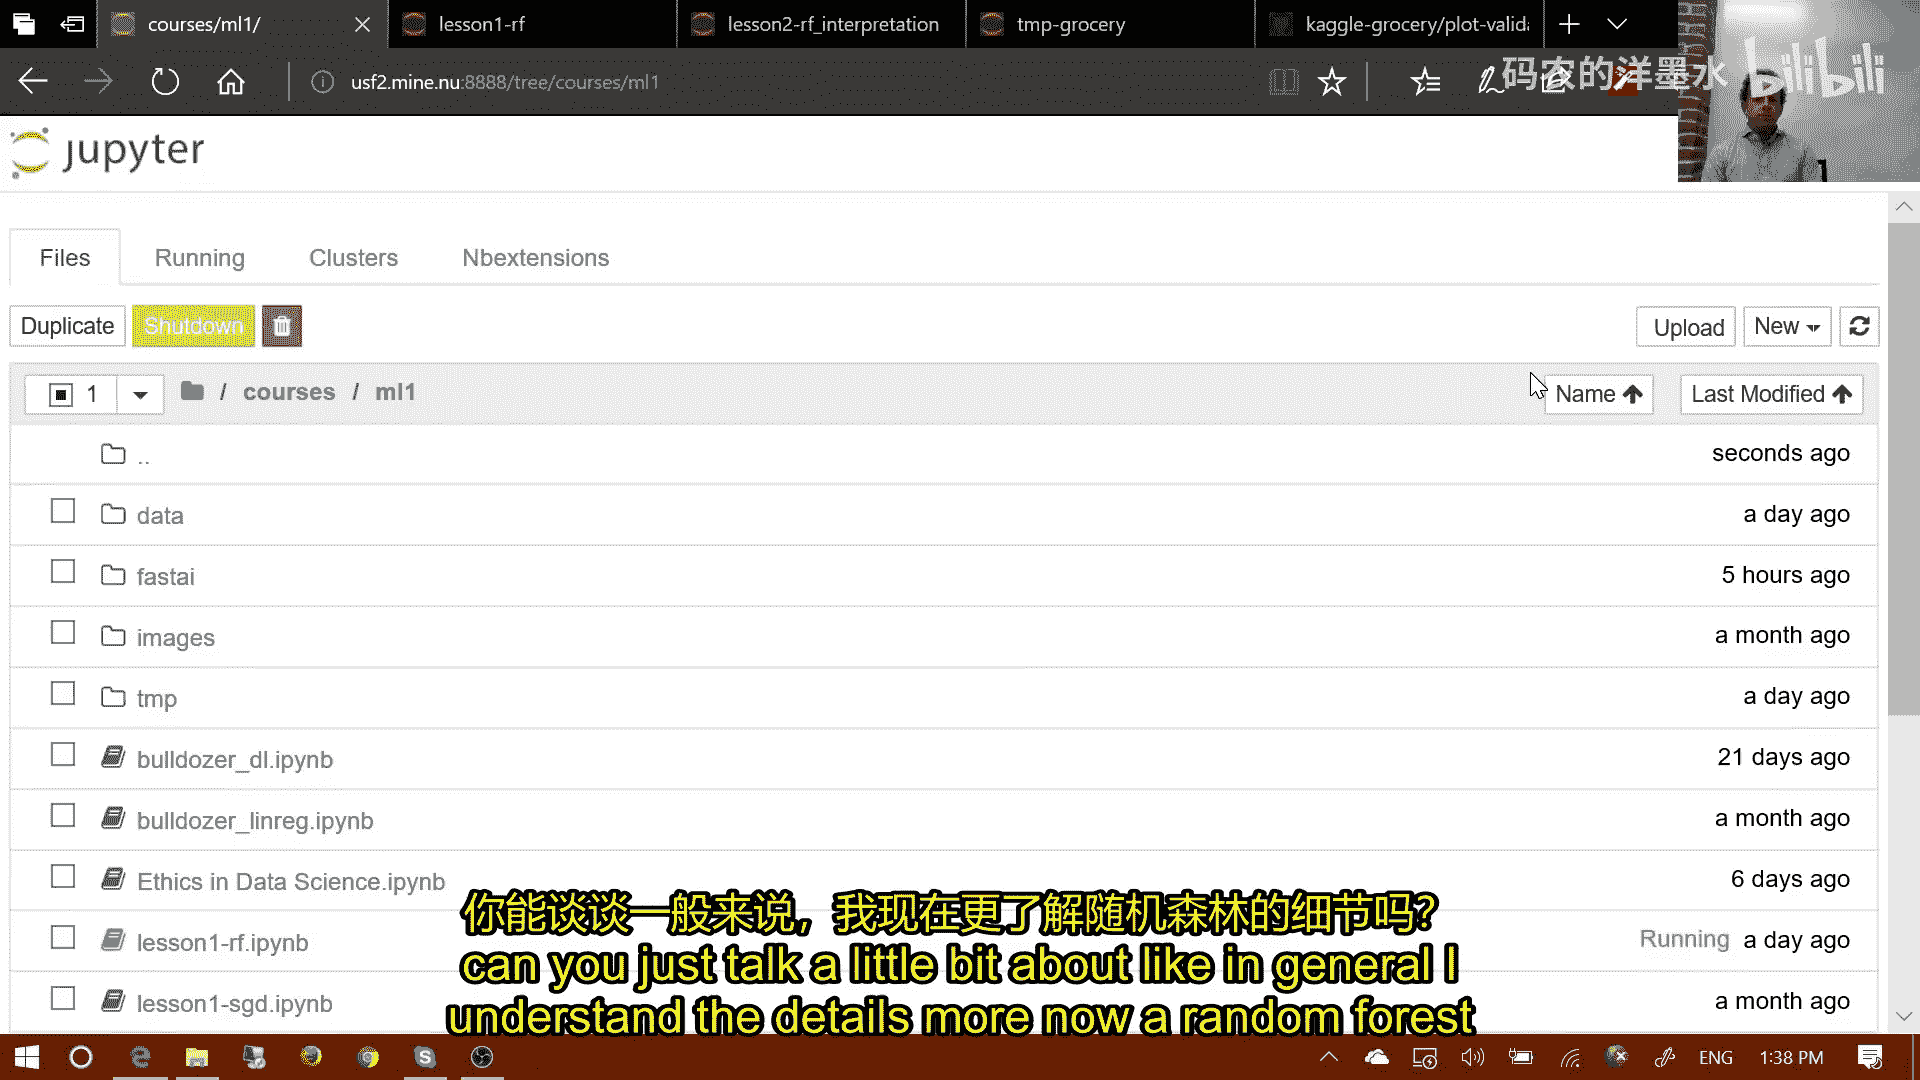 courses/ml1/
lesson1-rf
lesson2-rf_interpretation
tmp-grocery
kaggle-grocery/plot-valida
usf2.mine.nu:8888/tree/courses/ml1
码农的洋墨水 bilibili
jupyter
Files Running Clusters Nbextensions
Duplicate Shutdown
Upload New
1 / courses / ml1
Name Last Modified
.. seconds ago
data a day ago
fastai 5 hours ago
images a month ago
tmp a day ago
bulldozer_dl.ipynb 21 days ago
bulldozer_linreg.ipynb a month ago
Ethics in Data Science.ipynb 6 days ago
lesson1-rf.ipynb Running a day ago
lesson1-sgd.ipynb a month ago
你能谈谈一般来说，我现在更了解随机森林的细节吗？
can you just talk a little bit about like in general I
understand the details more now a random forest
ENG 1:38 PM